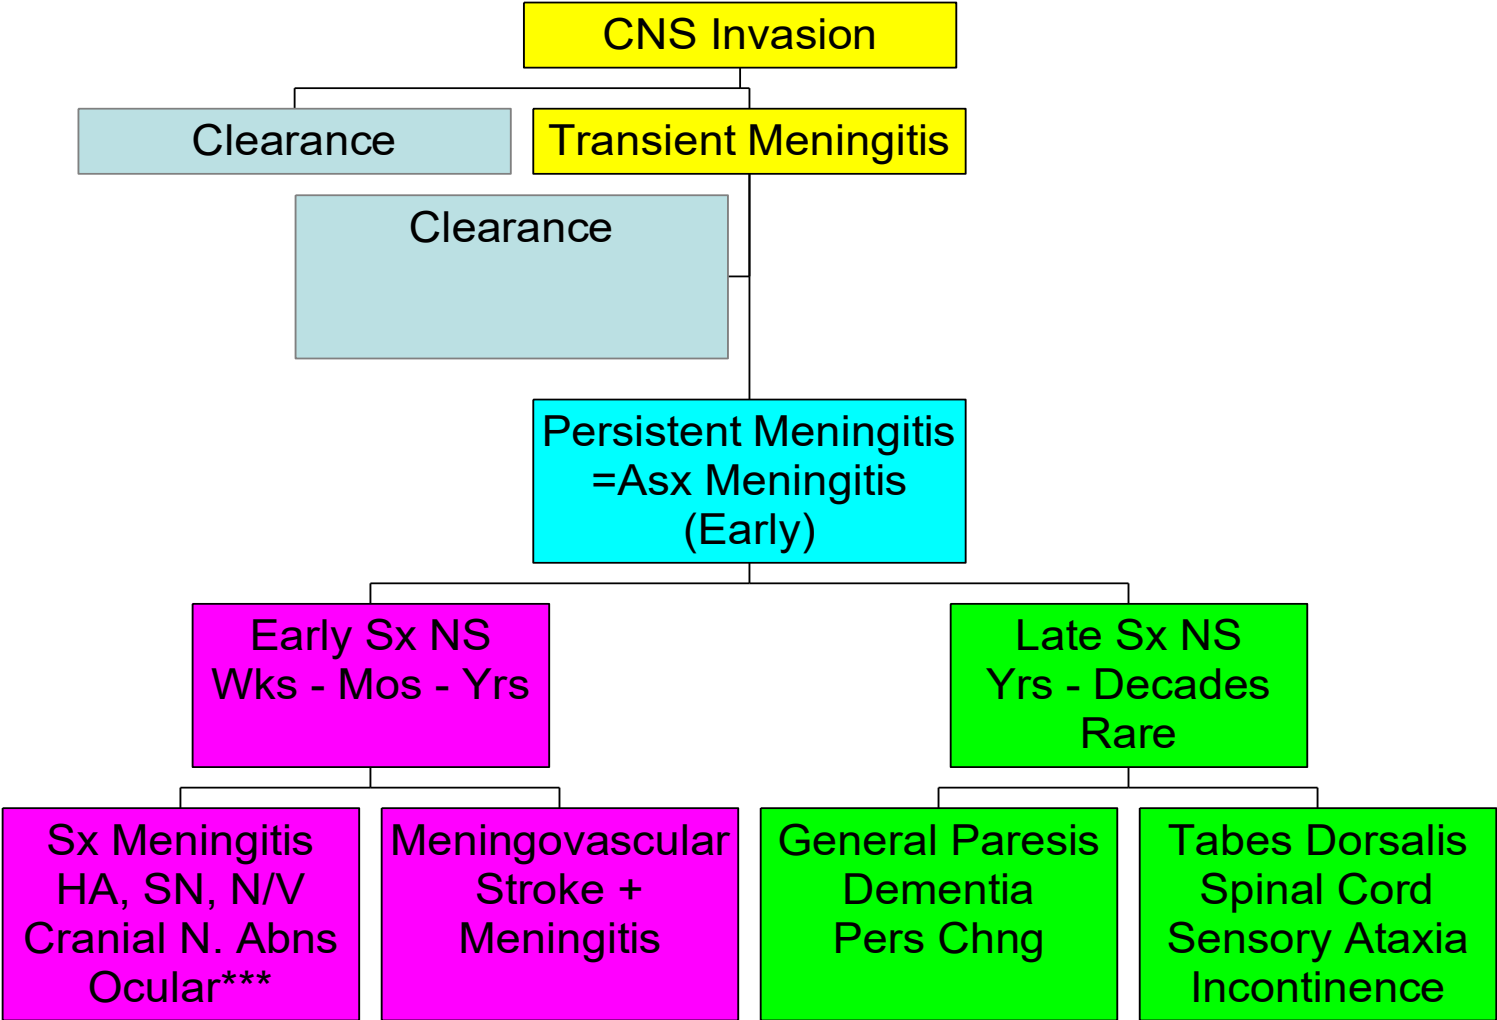 CNS Invasion
Clearance
Transient Meningitis
Clearance
Persistent Meningitis
=Asx Meningitis
(Early)
Early Sx NS
Wks - Mos - Yrs
Late Sx NS
Yrs - Decades
Rare
Sx Meningitis
HA, SN, N/V
Cranial N. Abns
Ocular***
Meningovascular
Stroke +
Meningitis
General Paresis
Dementia
Pers Chng
Tabes Dorsalis
Spinal Cord
Sensory Ataxia
Incontinence